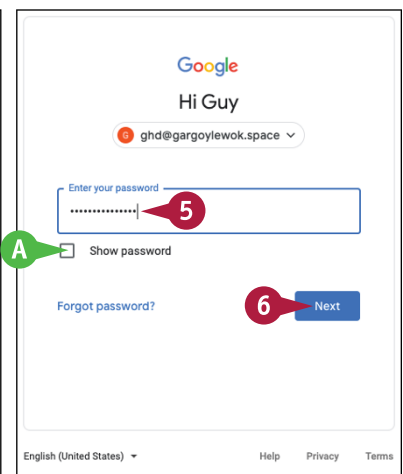 Google
Hi Guy
G ghd@gargoylewok.space
Enter your password
•••••••••••••••
5
A Show password
Forgot password?
6 Next
English (United States) Help Privacy Terms